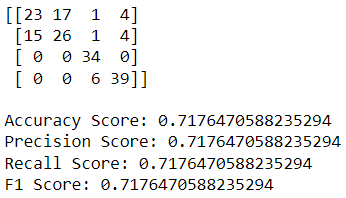 [[23 17  1  4]
 [15 26  1  4]
 [ 0  0 34  0]
 [ 0  0  6 39]]
Accuracy Score: 0.7176470588235294
Precision Score: 0.7176470588235294
Recall Score: 0.7176470588235294
F1 Score: 0.7176470588235294